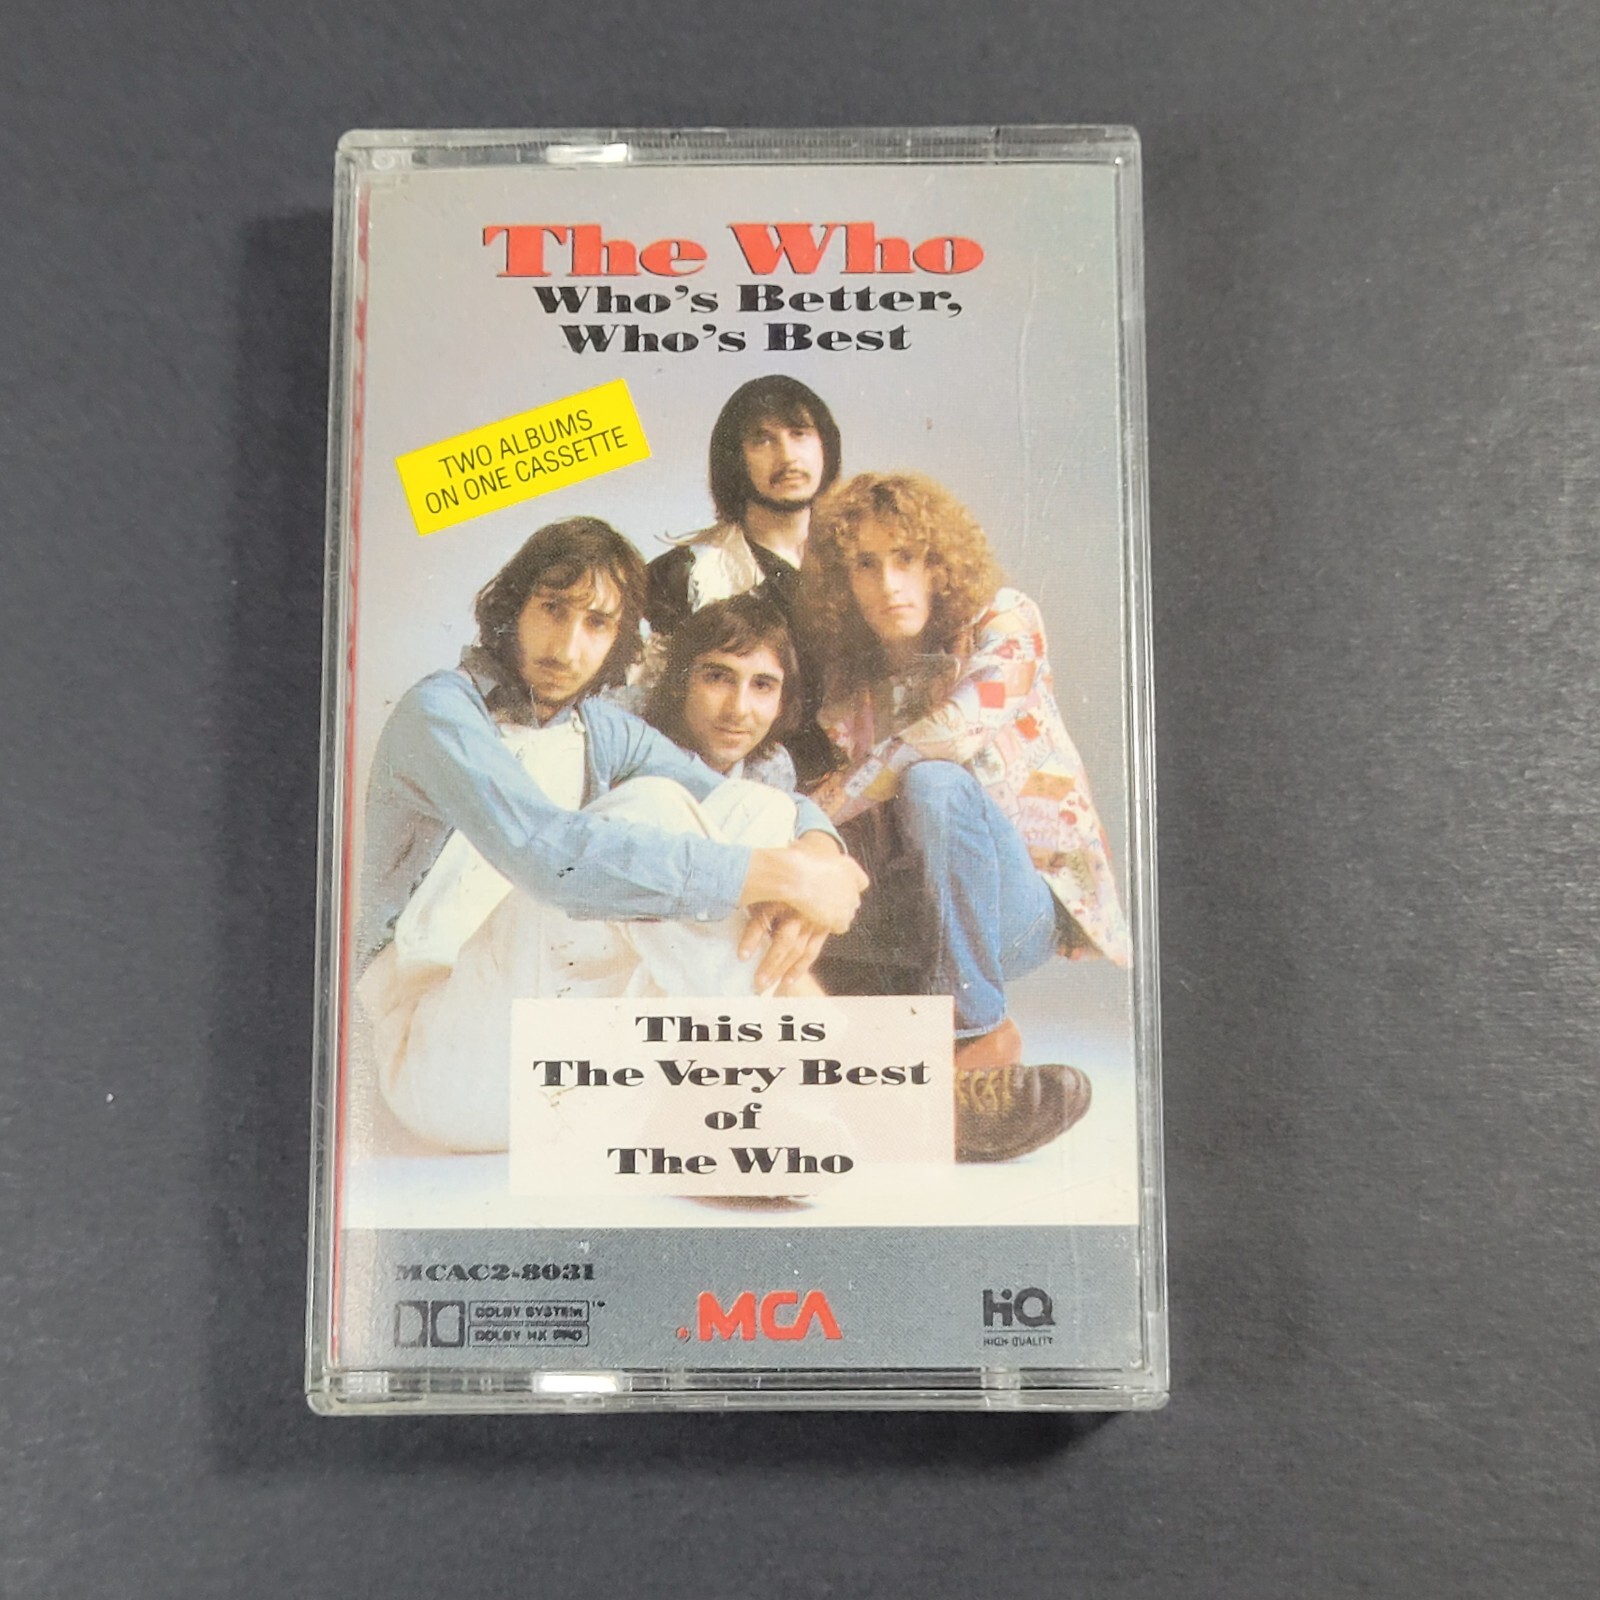 The Who
Who's Better,
Who's Best
TWO ALBUMS
ON ONE CASSETTE
This is
The Very Best
of
The Who
MCAC2-8031
DOLBY SYSTEM™
DOLBY HX PRO
® MCA
HQ
HIGH QUALITY